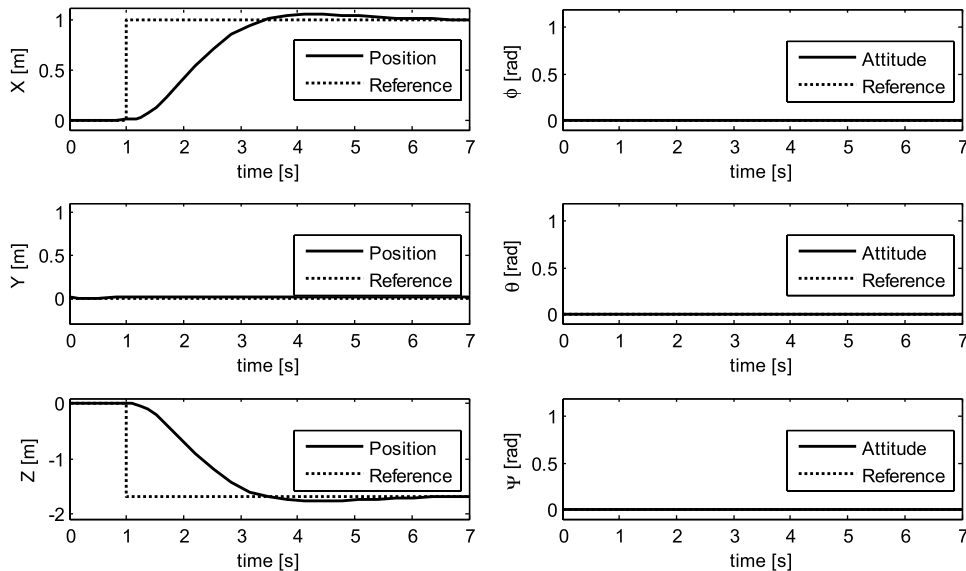 X [m]
1
0.5
0
Position
Reference
0 1 2 3 4 5 6 7
time [s]
ϕ [rad]
1
0.5
0
Attitude
Reference
0 1 2 3 4 5 6 7
time [s]
Y [m]
1
0.5
0
Position
Reference
0 1 2 3 4 5 6 7
time [s]
θ [rad]
1
0.5
0
Attitude
Reference
0 1 2 3 4 5 6 7
time [s]
Z [m]
0
-1
-2
Position
Reference
0 1 2 3 4 5 6 7
time [s]
Ψ [rad]
1
0.5
0
Attitude
Reference
0 1 2 3 4 5 6 7
time [s]